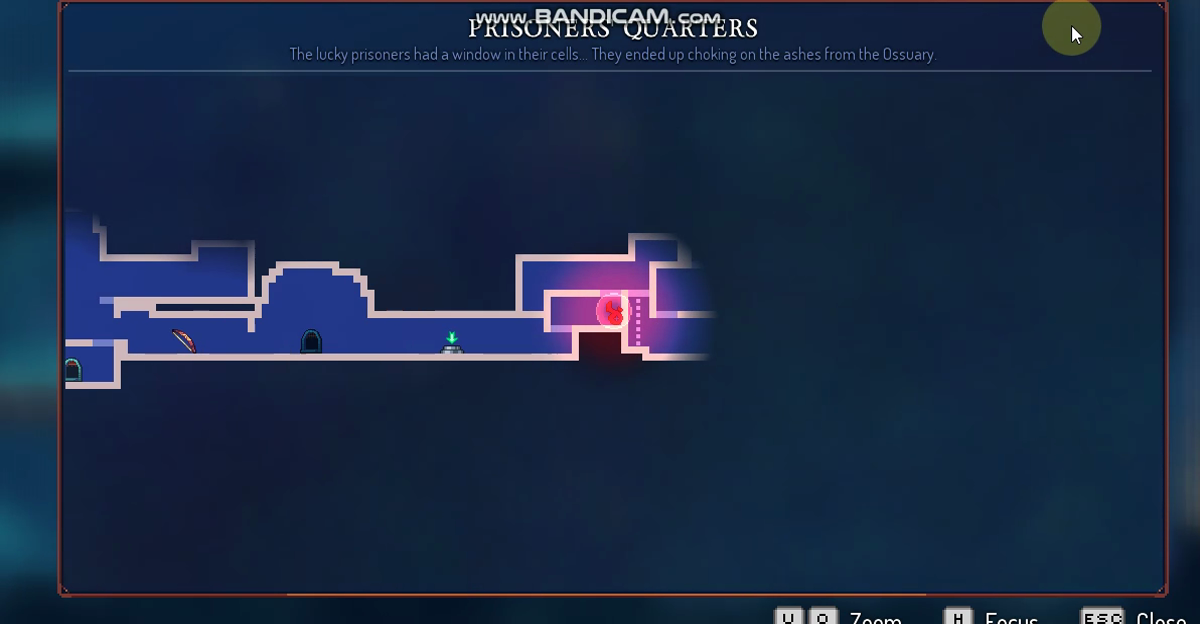 www.BANDICAM.com
PRISONERS' QUARTERS
The lucky prisoners had a window in their cells... They ended up choking on the ashes from the Ossuary.
Zoom H Focus ESC Close